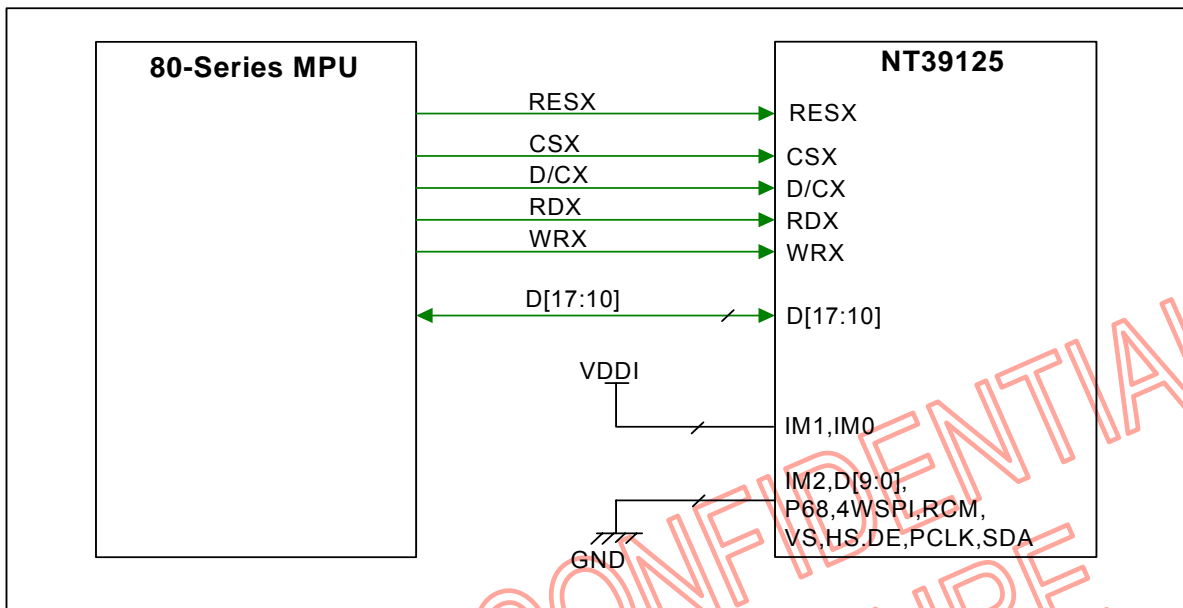 80-Series MPU
NT39125
RESX
RESX
CSX
CSX
D/CX
D/CX
RDX
RDX
WRX
WRX
D[17:10]
D[17:10]
VDDI
IM1,IM0
IM2,D[9:0],
P68,4WSPI,RCM,
VS,HS.DE,PCLK,SDA
GND
CONFIDENTIAL